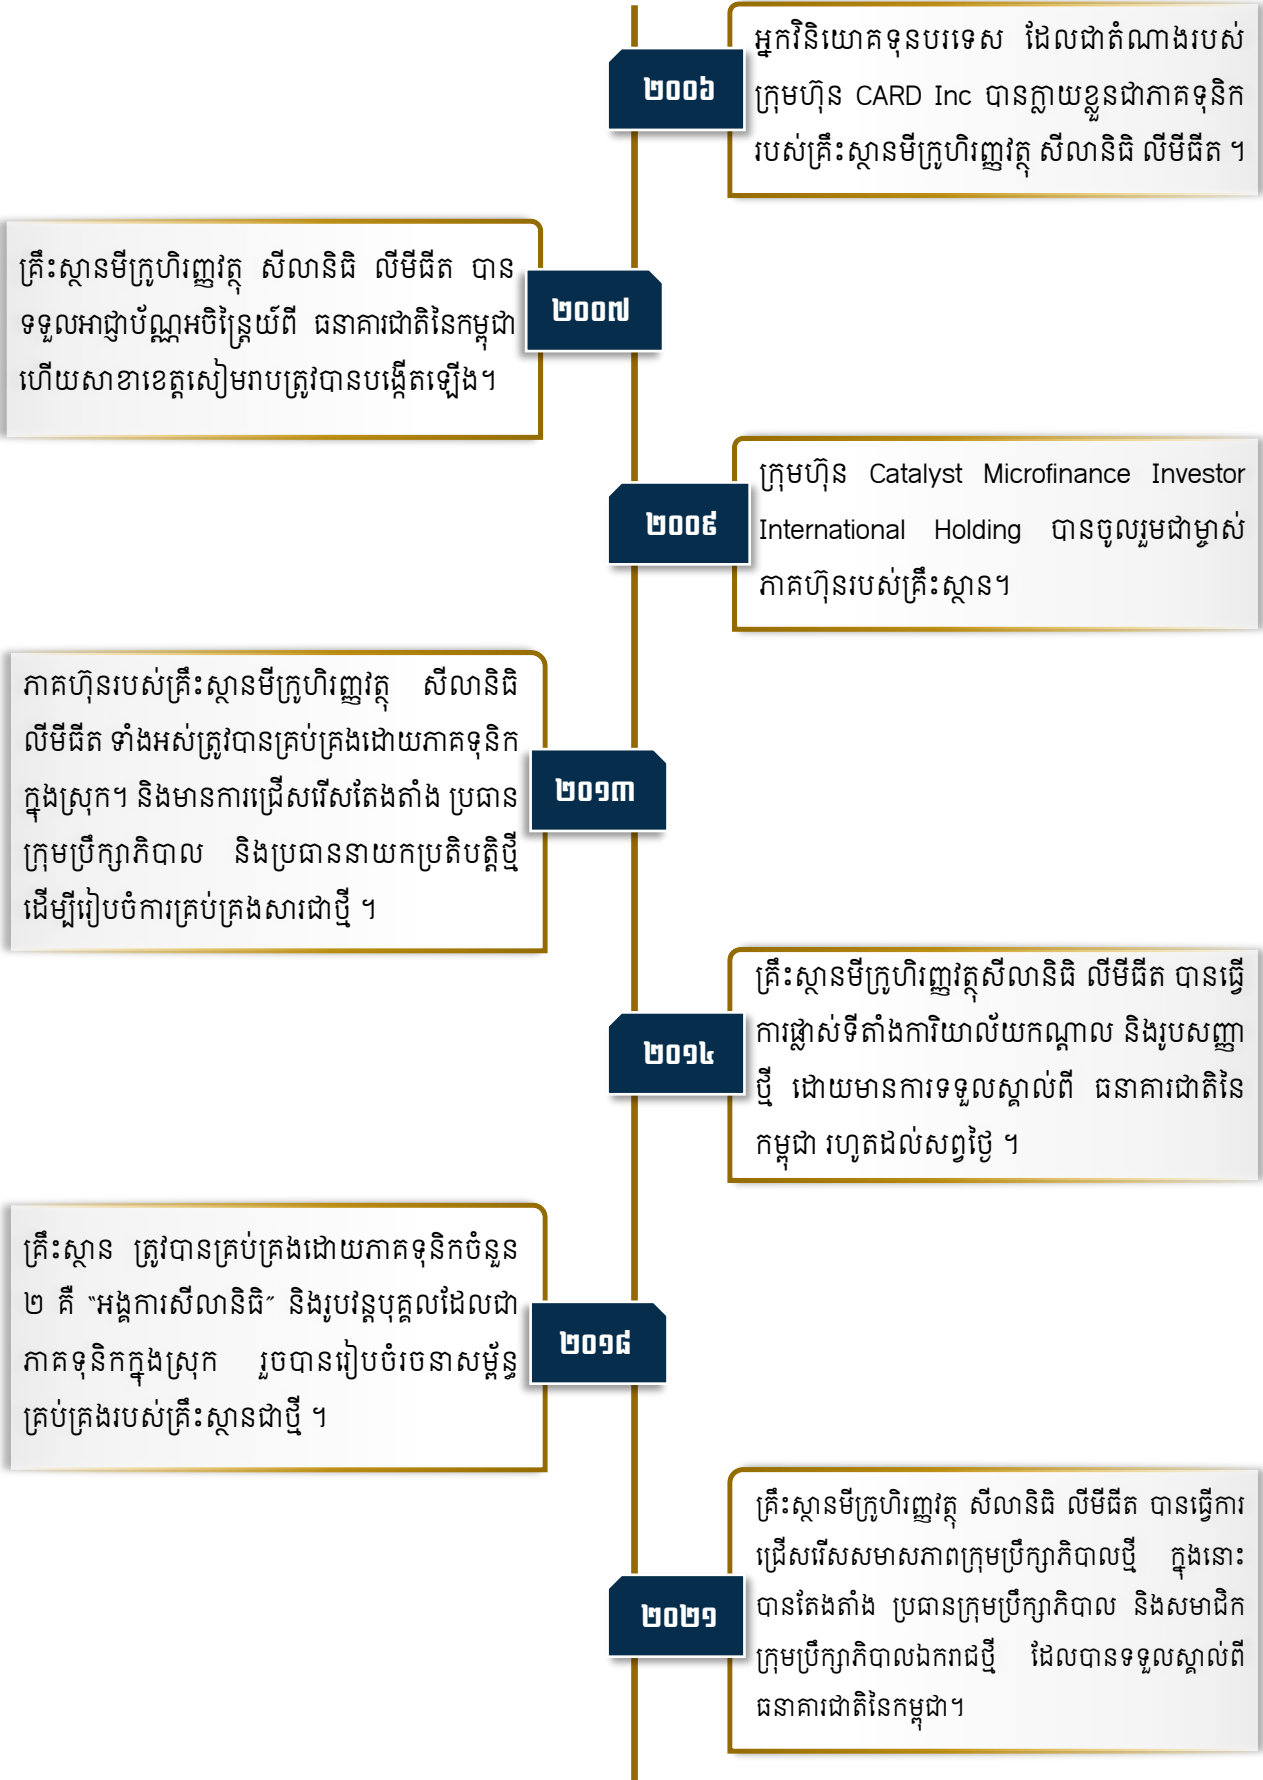 ២០០៦
អ្នកវិនិយោគទុនបរទេស ដែលជាតំណាងរបស់
ក្រុមហ៊ុន CARD Inc បានក្លាយខ្លួនជាភាគទុនិក
របស់គ្រឹះស្ថានមីក្រូហិរញ្ញវត្ថុ សីលានិធិ លីមីធីត ។
២០០៧
គ្រឹះស្ថានមីក្រូហិរញ្ញវត្ថុ សីលានិធិ លីមីធីត បាន
ទទួលអាជ្ញាប័ណ្ណអចិន្ត្រៃយ៍ពី ធនាគារជាតិនៃកម្ពុជា
ហើយសាខាខេត្តសៀមរាបត្រូវបានបង្កើតឡើង។
២០០៩
ក្រុមហ៊ុន Catalyst Microfinance Investor
International Holding បានចូលរួមជាម្ចាស់
ភាគហ៊ុនរបស់គ្រឹះស្ថាន។
២០១៣
ភាគហ៊ុនរបស់គ្រឹះស្ថានមីក្រូហិរញ្ញវត្ថុ សីលានិធិ
លីមីធីត ទាំងអស់ត្រូវបានគ្រប់គ្រងដោយភាគទុនិក
ក្នុងស្រុក។ និងមានការជ្រើសរើសតែងតាំង ប្រធាន
ក្រុមប្រឹក្សាភិបាល និងប្រធាននាយកប្រតិបត្តិថ្មី
ដើម្បីរៀបចំការគ្រប់គ្រងសារជាថ្មី ។
២០១៤
គ្រឹះស្ថានមីក្រូហិរញ្ញវត្ថុសីលានិធិ លីមីធីត បានធ្វើ
ការផ្លាស់ទីតាំងការិយាល័យកណ្តាល និងរូបសញ្ញា
ថ្មី ដោយមានការទទួលស្គាល់ពី ធនាគារជាតិនៃ
កម្ពុជា រហូតដល់សព្វថ្ងៃ ។
២០១៨
គ្រឹះស្ថាន ត្រូវបានគ្រប់គ្រងដោយភាគទុនិកចំនួន
២ គឺ “អង្គការសីលានិធិ” និងរូបវន្តបុគ្គលដែលជា
ភាគទុនិកក្នុងស្រុក រួចបានរៀបចំរចនាសម្ព័ន្ធ
គ្រប់គ្រងរបស់គ្រឹះស្ថានជាថ្មី ។
២០២១
គ្រឹះស្ថានមីក្រូហិរញ្ញវត្ថុ សីលានិធិ លីមីធីត បានធ្វើការ
ជ្រើសរើសសមាសភាពក្រុមប្រឹក្សាភិបាលថ្មី ក្នុងនោះ
បានតែងតាំង ប្រធានក្រុមប្រឹក្សាភិបាល និងសមាជិក
ក្រុមប្រឹក្សាភិបាលឯករាជថ្មី ដែលបានទទួលស្គាល់ពី
ធនាគារជាតិនៃកម្ពុជា។